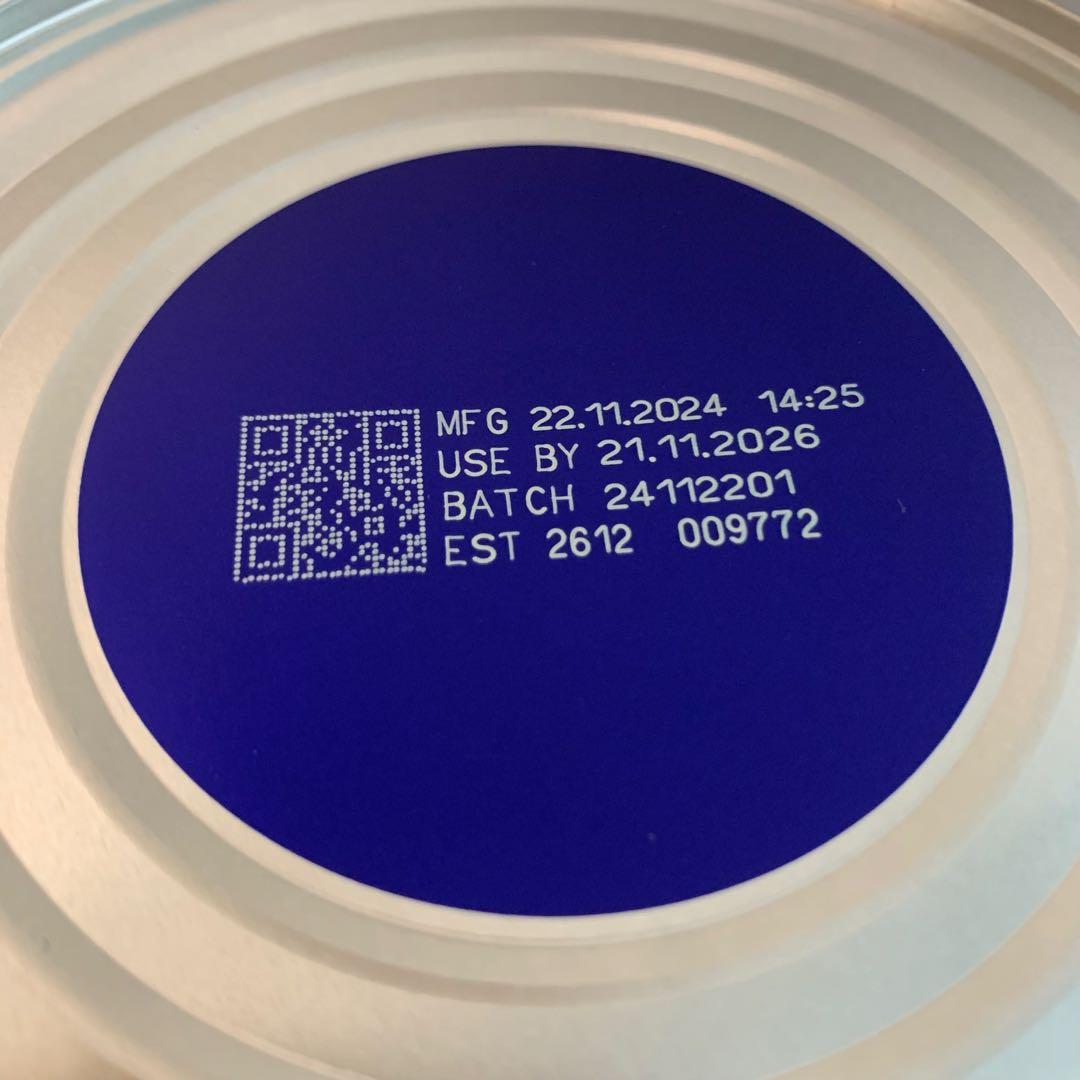 MFG 22.11.2024 14:25
USE BY 21.11.2026
BATCH 24112201
EST 2612 009772